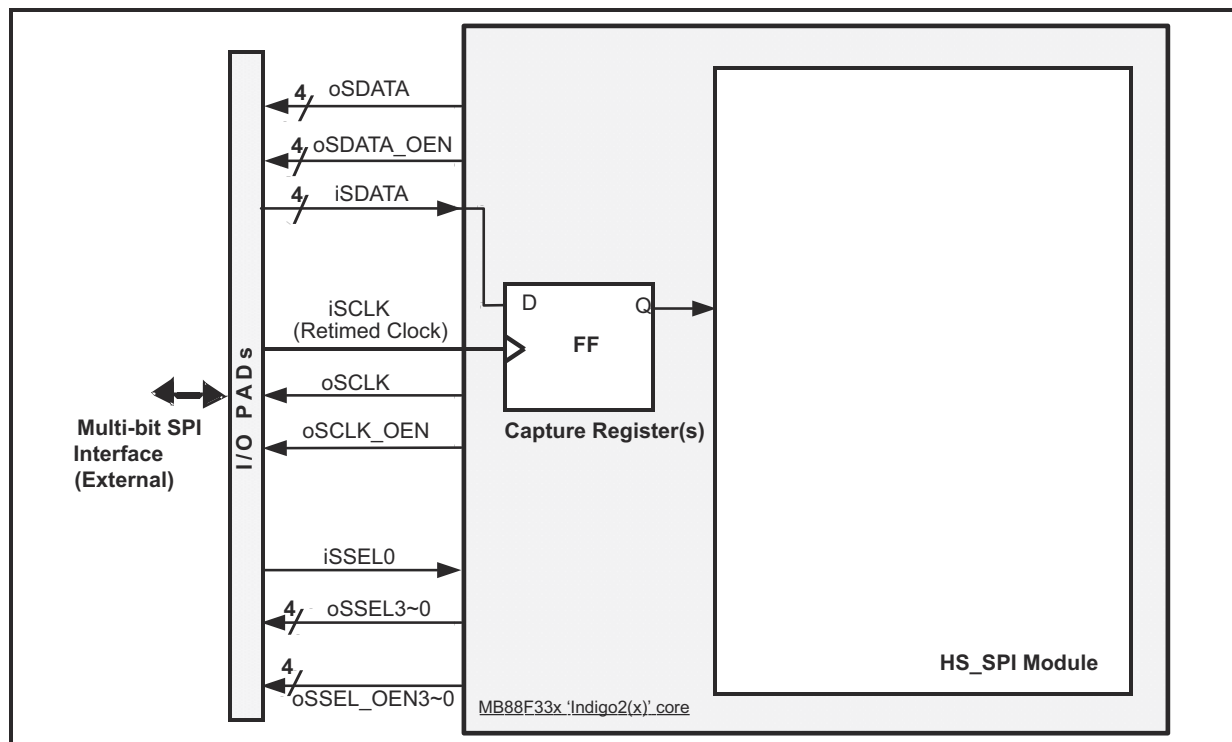 4
oSDATA
4
oSDATA_OEN
4
iSDATA
D
Q
FF
Capture Register(s)
iSCLK
(Retimed Clock)
oSCLK
oSCLK_OEN
I/O PADs
Multi-bit SPI
Interface
(External)
iSSEL0
4
oSSEL3~0
4
oSSEL_OEN3~0
HS_SPI Module
MB88F33x ‘Indigo2(x)’ core